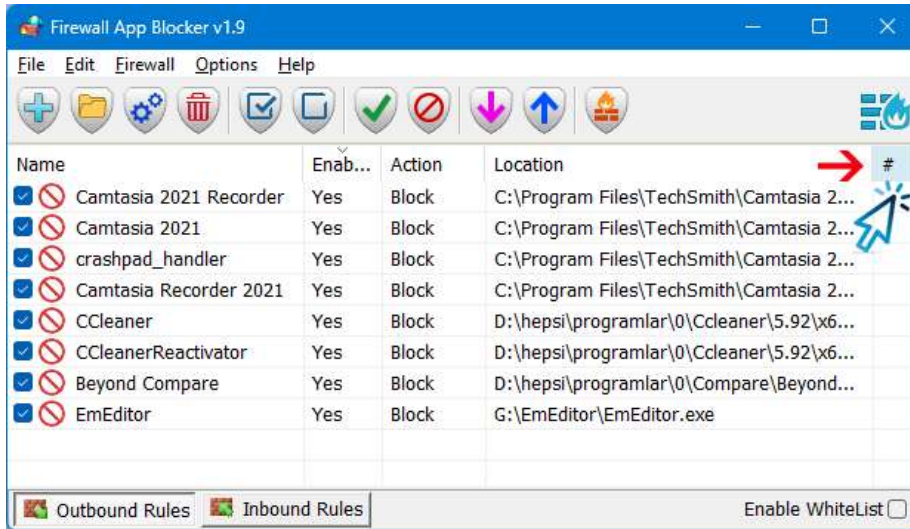 Firewall App Blocker v1.9
File Edit Firewall Options Help
Name Enab... Action Location #
Camtasia 2021 Recorder Yes Block C:\Program Files\TechSmith\Camtasia 2...
Camtasia 2021 Yes Block C:\Program Files\TechSmith\Camtasia 2...
crashpad_handler Yes Block C:\Program Files\TechSmith\Camtasia 2...
Camtasia Recorder 2021 Yes Block C:\Program Files\TechSmith\Camtasia 2...
CCleaner Yes Block D:\hepsi\programlar\0\Ccleaner\5.92\x6...
CCleanerReactivator Yes Block D:\hepsi\programlar\0\Ccleaner\5.92\x6...
Beyond Compare Yes Block D:\hepsi\programlar\0\Compare\Beyond...
EmEditor Yes Block G:\EmEditor\EmEditor.exe
Outbound Rules Inbound Rules Enable WhiteList